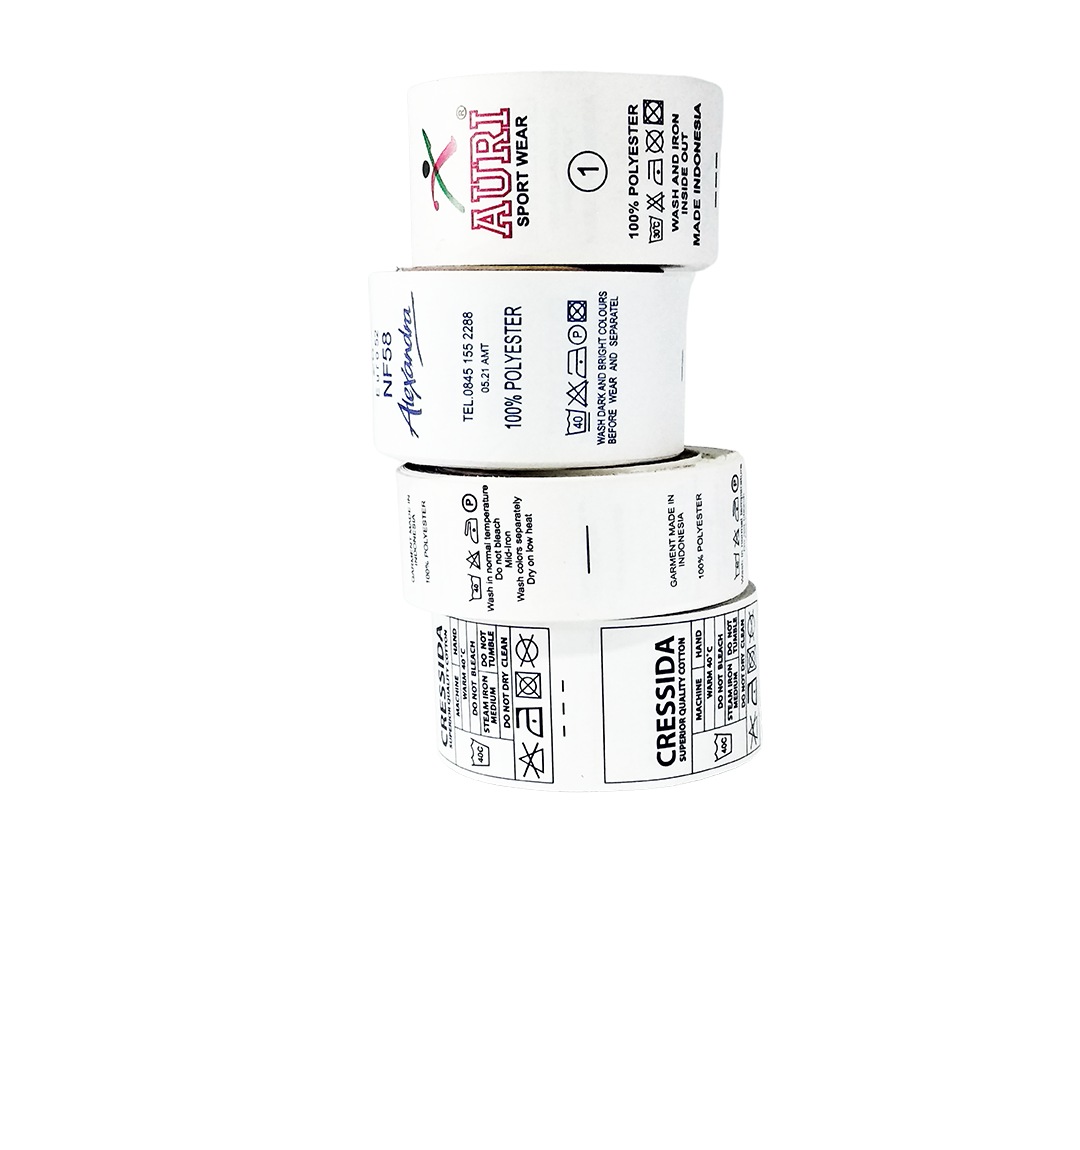 ®
AURI
SPORT WEAR
1
100% POLYESTER
30°C
WASH AND IRON
INSIDE OUT
MADE INDONESIA
NF58
Alexandra
TEL.0845 155 2288
05.21 AMT
100% POLYESTER
40 P
WASH DARK AND BRIGHT COLOURS
BEFORE WEAR AND SEPARATEL
GARMENT MADE IN
INDONESIA
100% POLYESTER
40 P
Wash in normal temperature
Do not bleach
Mid-Iron
Wash colors separately
Dry on low heat
GARMENT MADE IN
INDONESIA
100% POLYESTER
CRESSIDA
SUPERIOR QUALITY COTTON
MACHINE HAND
WARM 40°C
DO NOT BLEACH
STEAM IRON DO NOT
MEDIUM TUMBLE
DO NOT DRY CLEAN
40C
CRESSIDA
SUPERIOR QUALITY COTTON
MACHINE HAND
WARM 40°C
DO NOT BLEACH
STEAM IRON DO NOT
MEDIUM TUMBLE
DO NOT DRY CLEAN
40C